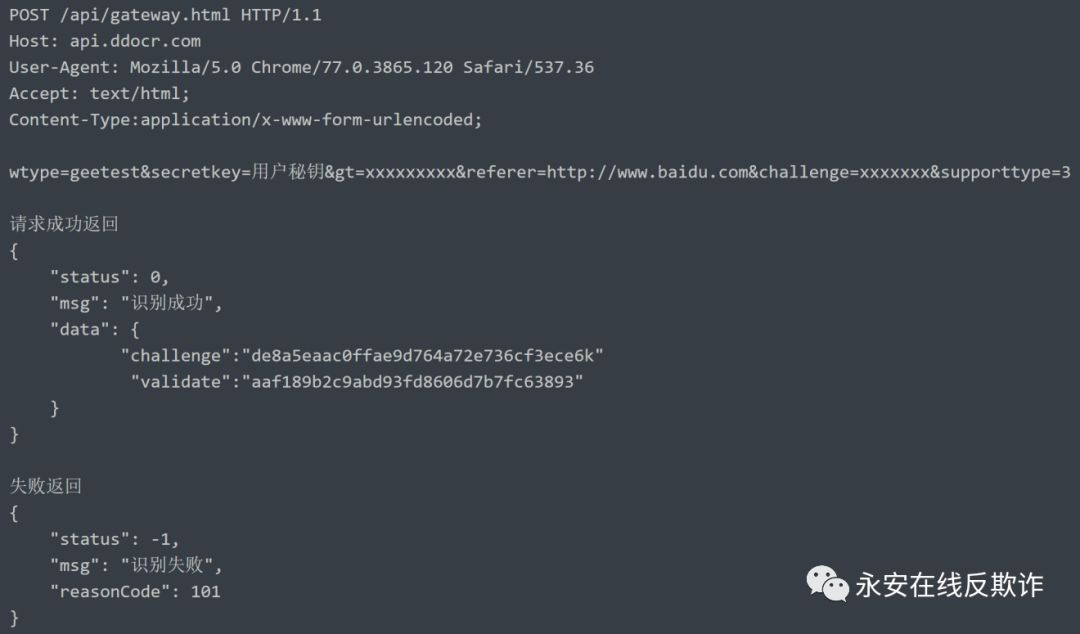 POST /api/gateway.html HTTP/1.1
Host: api.ddocr.com
User-Agent: Mozilla/5.0 Chrome/77.0.3865.120 Safari/537.36
Accept: text/html;
Content-Type:application/x-www-form-urlencoded;
wtype=geetest&secretkey=用户秘钥&gt=xxxxxxxxx&referer=http://www.baidu.com&challenge=xxxxxxx&supporttype=3
请求成功返回
{
"status": 0,
"msg": "识别成功",
"data": {
"challenge":"de8a5eaac0ffae9d764a72e736cf3ece6k"
"validate":"aaf189b2c9abd93fd8606d7b7fc63893"
}
}
失败返回
{
"status": -1,
"msg": "识别失败",
"reasonCode": 101
}
永安在线反欺诈